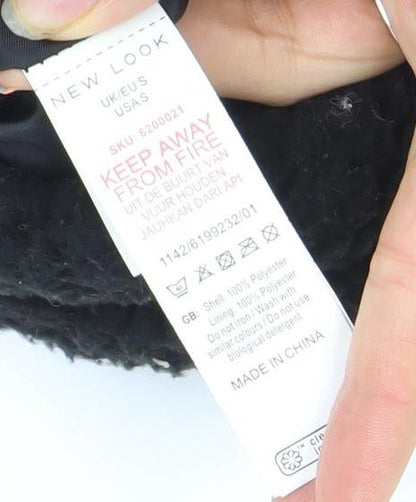 NEW LOOK
UK/EU S
USA S
SKU: 6200021
KEEP AWAY
FROM FIRE
UIT DE BUURT VAN
VUUR HOUDEN
JAUHKAN DARI API
1142/6199232/01
GB: Shell: 100% Polyester
Lining: 100% Polyester
Do not iron / Wash with
similar colours / Do not use
biological detergent
MADE IN CHINA